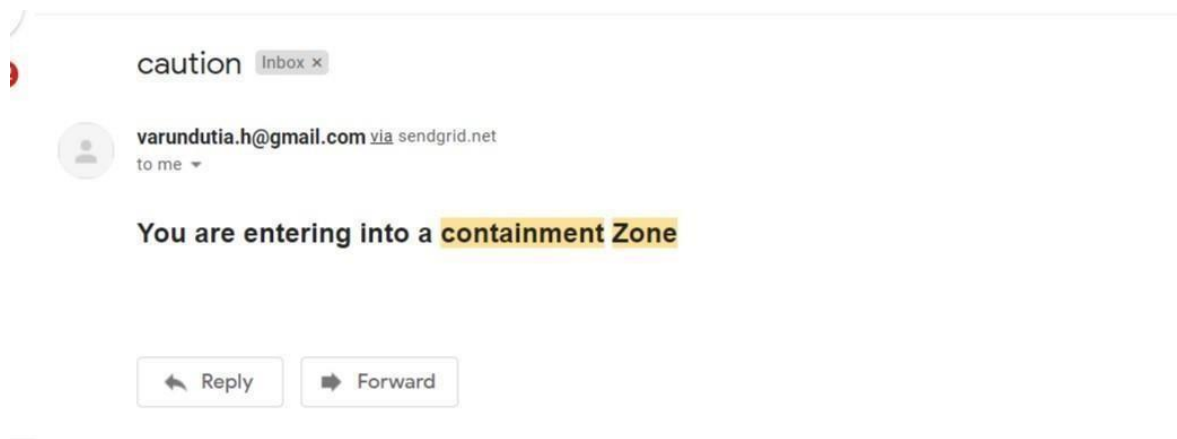 caution Inbox ×
varundutia.h@gmail.com via sendgrid.net
to me
You are entering into a containment Zone
Reply Forward